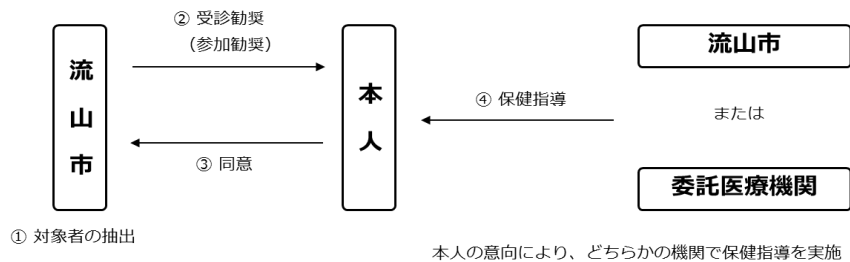 ② 受診勧奨
（参加勧奨）
流山市
本人
③ 同意
① 対象者の抽出
④ 保健指導
流山市
または
委託医療機関
本人の意向により、どちらかの機関で保健指導を実施